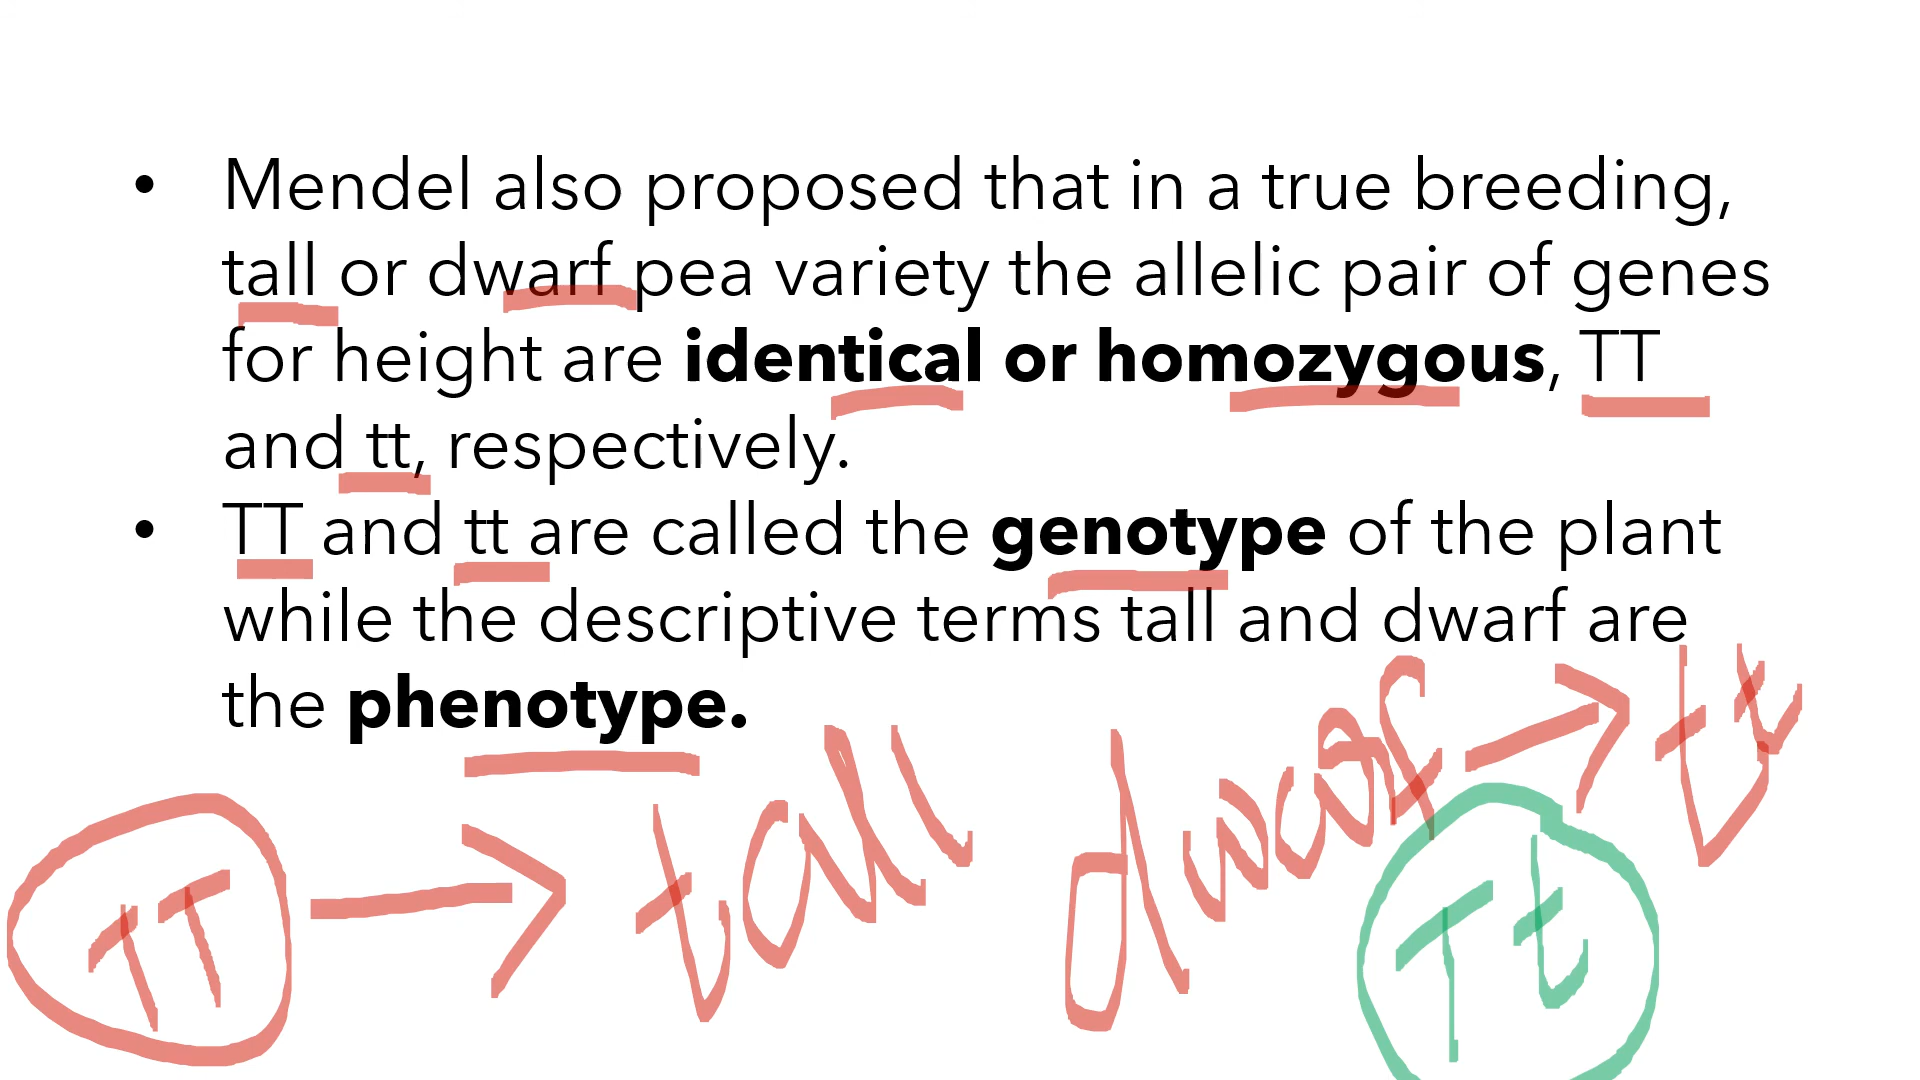 • Mendel also proposed that in a true breeding,
tall or dwarf pea variety the allelic pair of genes
for height are identical or homozygous, TT
and tt, respectively.
• TT and tt are called the genotype of the plant
while the descriptive terms tall and dwarf are
the phenotype.
TT → tall
dwarf → tt
Tt